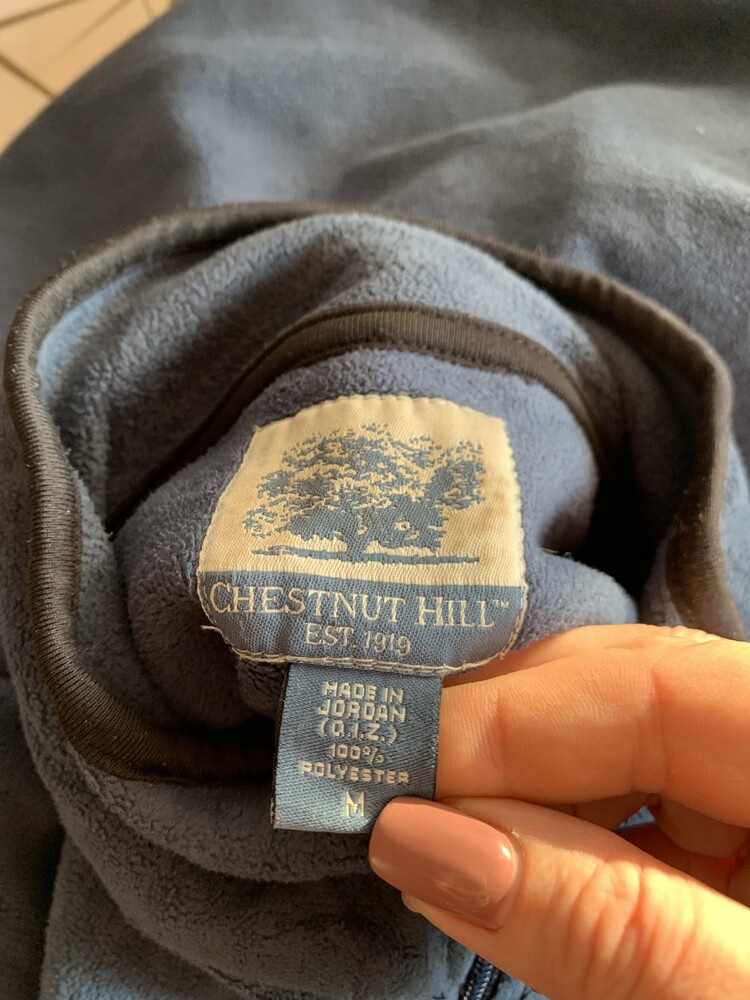 CHESTNUT HILL™
EST. 1919
MADE IN
JORDAN
(Q.I.Z.)
100%
POLYESTER
M